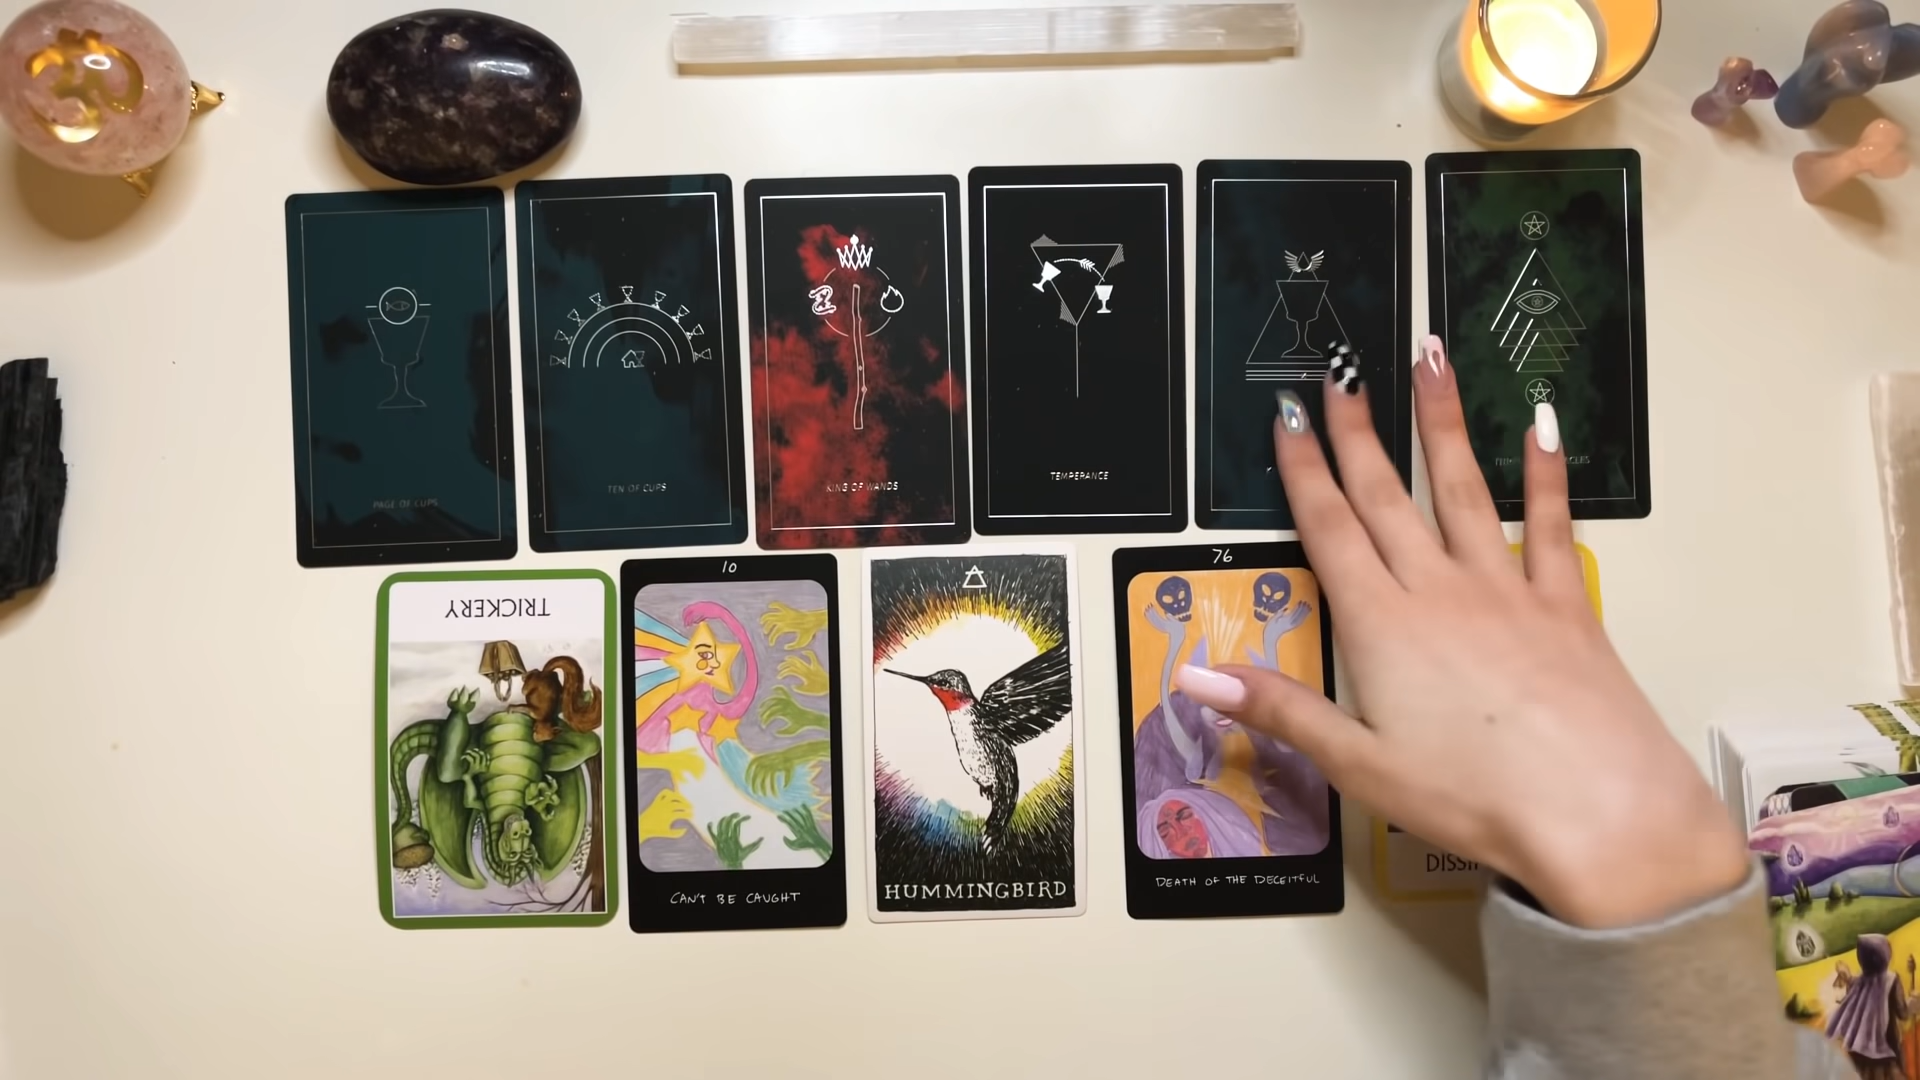 PAGE OF CUPS
TEN OF CUPS
KING OF WANDS
TEMPERANCE
TRICKERY
10
CAN'T BE CAUGHT
HUMMINGBIRD
76
DEATH OF THE DECEITFUL